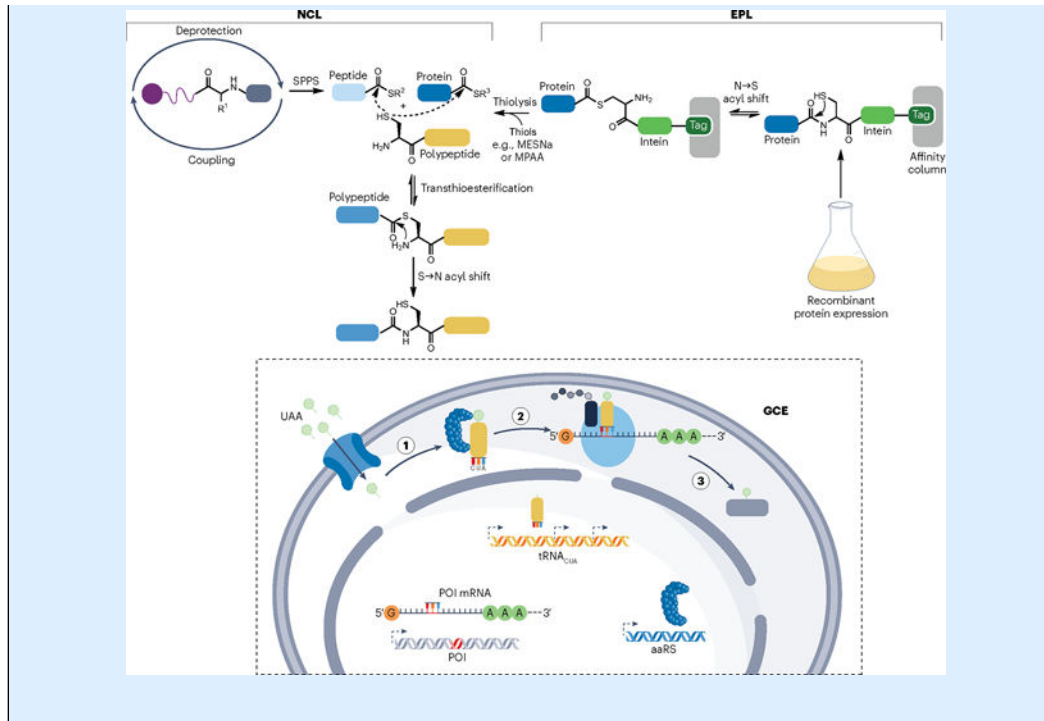 NCL
EPL
Deprotection
O
H
N
R¹
Coupling
SPPS
Peptide
O
SR²
Protein
O
SR³
+
HS
H₂N
O
Polypeptide
Thiolysis
Thiols
e.g., MESNa
or MPAA
Protein
O
S
NH₂
O
Intein
Tag
N→S
acyl shift
HS
O
N
H
O
Protein
Intein
Tag
Affinity
column
Transthioesterification
Polypeptide
S
O
H₂N
O
S→N acyl shift
HS
O
N
H
O
Recombinant
protein expression
GCE
UAA
1
CUA
2
5'
G
A A A
3'
3
tRNA
CUA
POI mRNA
5'
G
A A A
3'
POI
aaRS